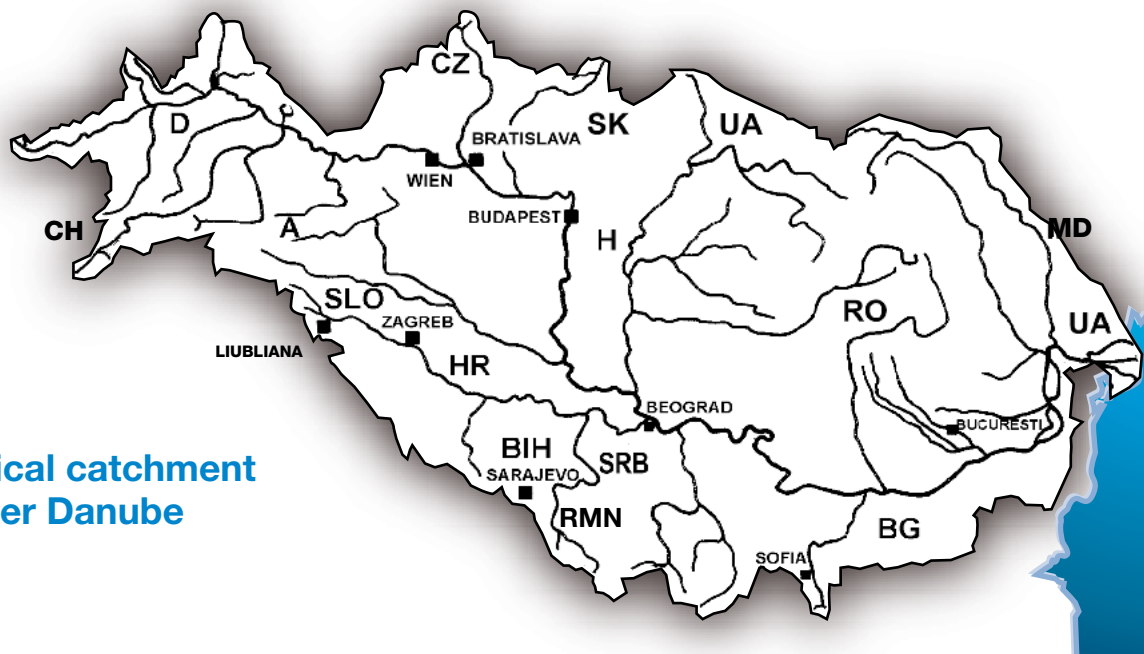 CZ
D
SK
UA
BRATISLAVA
WIEN
BUDAPEST
CH
A
H
MD
SLO
RO
ZAGREB
UA
LIUBLIANA
HR
BEOGRAD
BUCURESTI
BIH
SRB
SARAJEVO
ical catchment
er Danube
RMN
BG
SOFIA